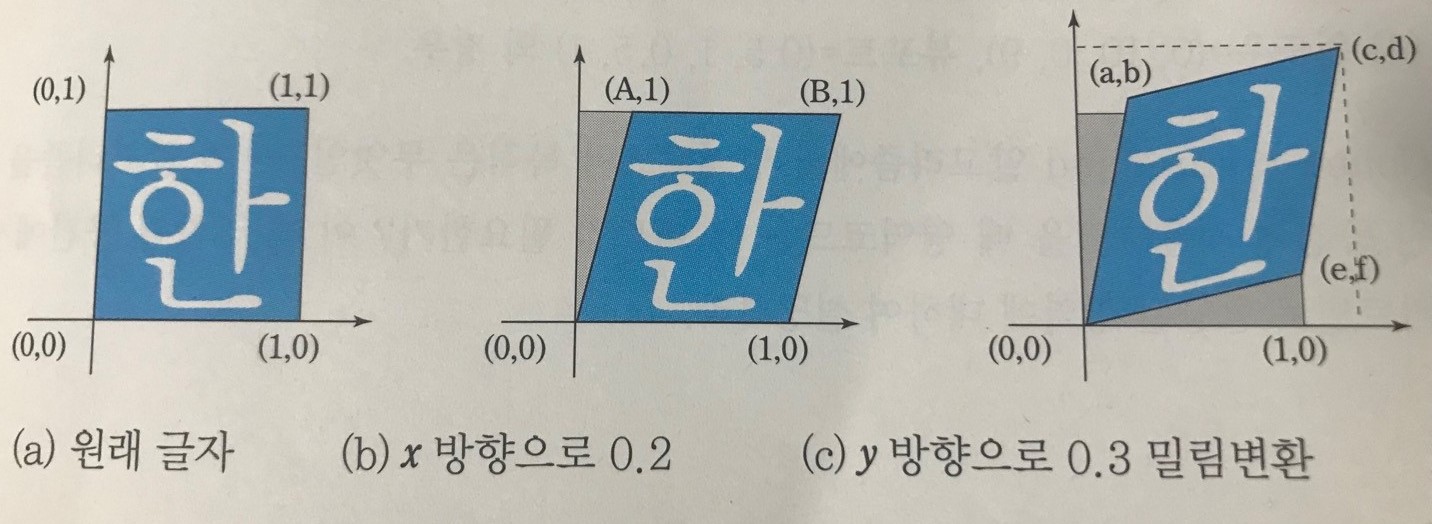 (0,1) (1,1)
한
(0,0) (1,0)
(A,1) (B,1)
한
(0,0) (1,0)
(a,b) (c,d)
한
(e,f)
(0,0) (1,0)
(a) 원래 글자
(b) x 방향으로 0.2
(c) y 방향으로 0.3 밀림변환